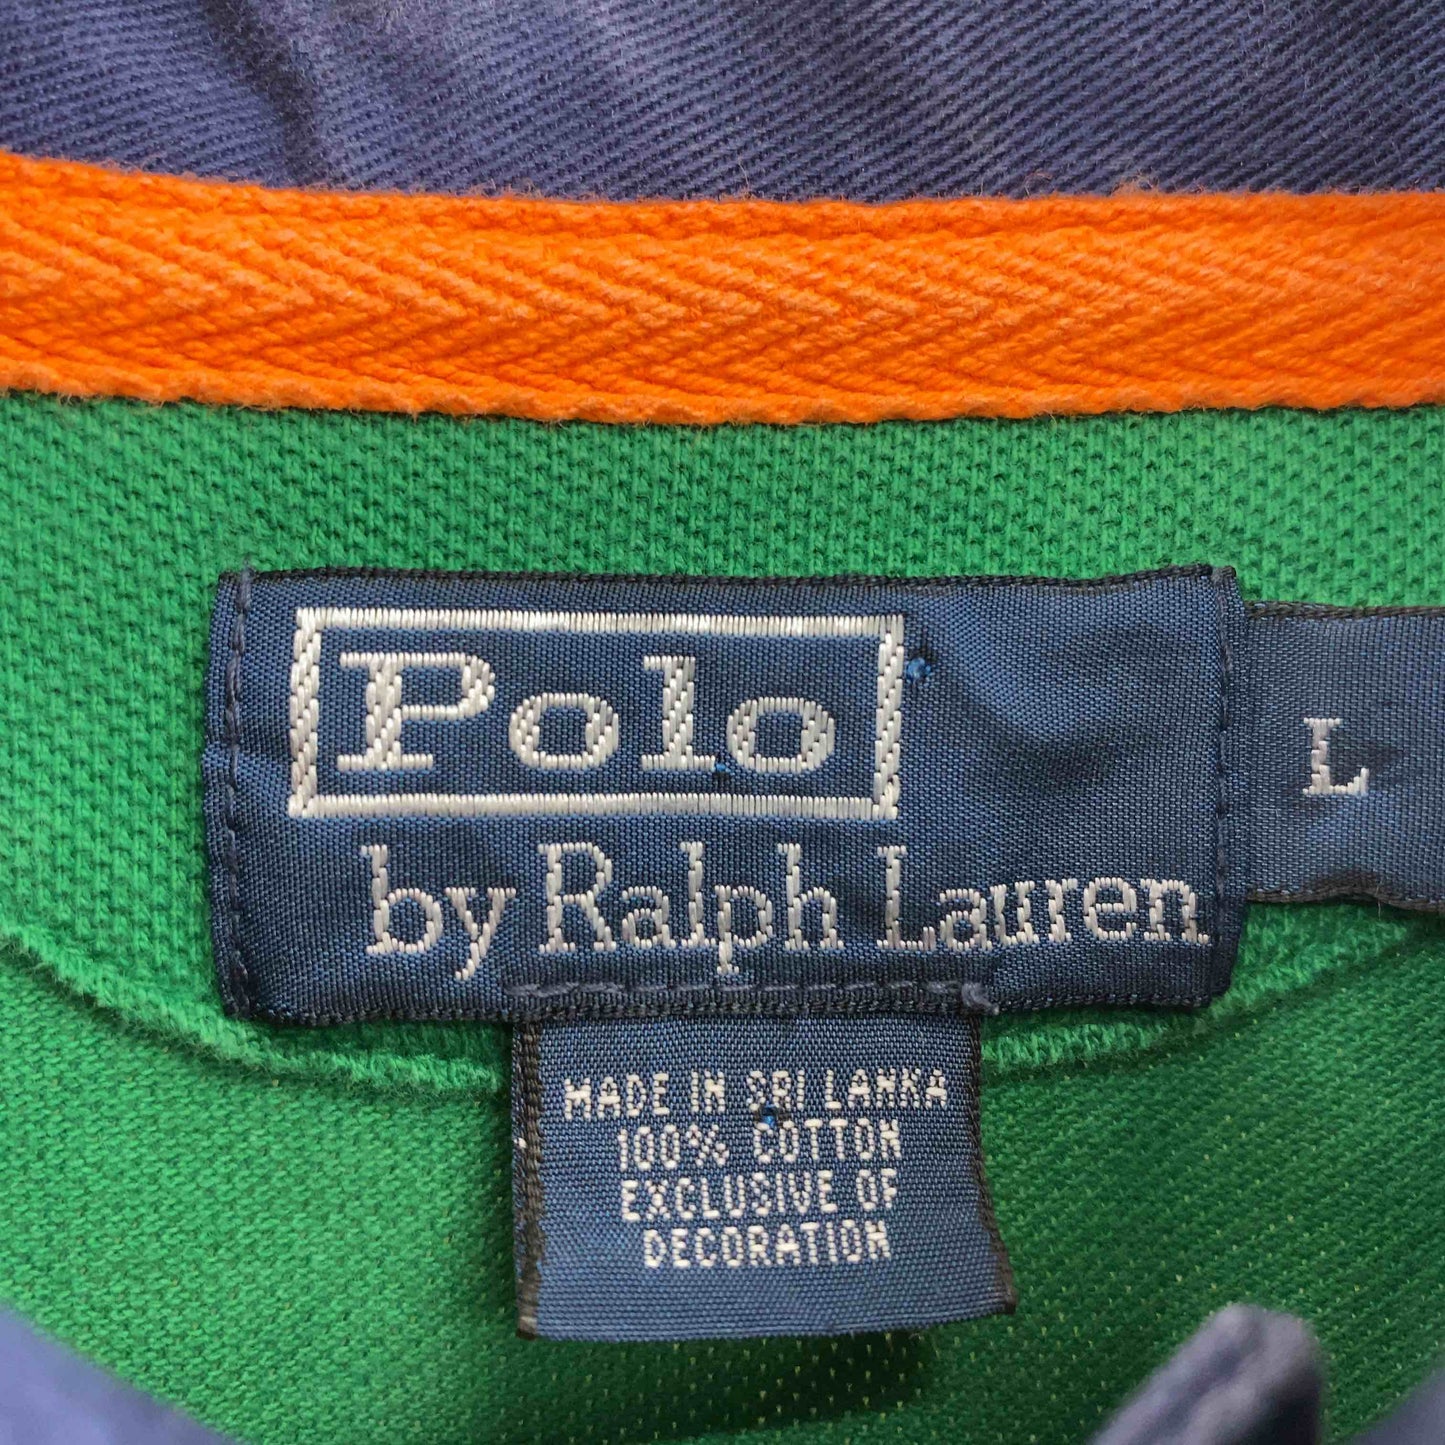 Polo
by Ralph Lauren
L
MADE IN SRI LANKA
100% COTTON
EXCLUSIVE OF
DECORATION